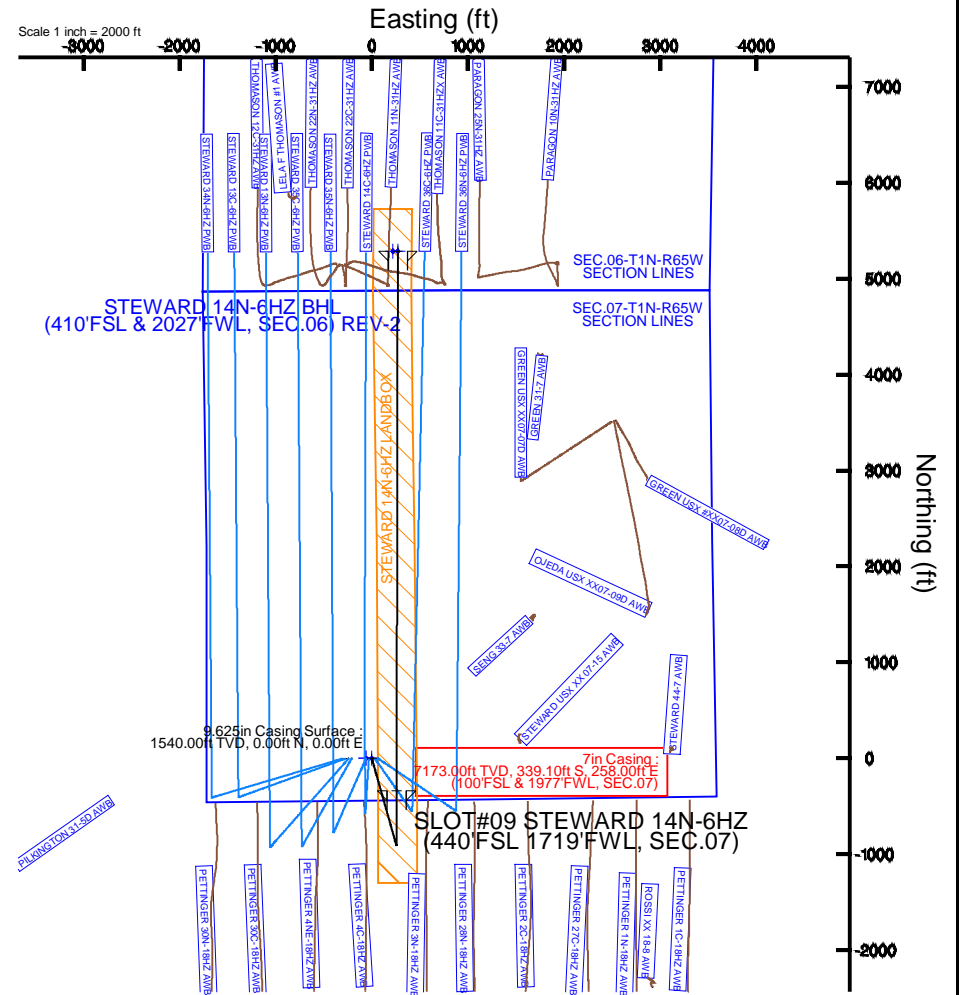 Easting (ft)
Scale 1 inch = 2000 ft
-3000
-2000
-1000
0
1000
2000
3000
4000
7000
6000
5000
4000
3000
2000
1000
0
-1000
-2000
Northing (ft)
THOMASON 12C-31HZ AWB
LELA F THOMASON #1 AWB
THOMASON 22N-31HZ AWB
THOMASON 22C-31HZ AWB
THOMASON 11N-31HZ AWB
THOMASON 11C-31HZX AWB
PARAGON 25N-31HZ AWB
PARAGON 10N-31HZ AWB
STEWARD 34N-6HZ PWB
STEWARD 13C-6HZ PWB
STEWARD 13N-6HZ PWB
STEWARD 35C-6HZ PWB
STEWARD 35N-6HZ PWB
STEWARD 14C-6HZ PWB
STEWARD 36C-6HZ PWB
STEWARD 36N-6HZ PWB
SEC.06-T1N-R65W
SECTION LINES
STEWARD 14N-6HZ BHL
(410'FSL & 2027'FWL, SEC.06) REV-2
SEC.07-T1N-R65W
SECTION LINES
STEWARD 14N-6HZ LANDBOX
GREEN USX XX07-07D AWB
GREEN 31-7 AWB
GREEN USX #XX07-08D AWB
OJEDA USX XX07-09D AWB
SENG 33-7 AWB
STEWARD USX XX 07-15 AWB
STEWARD 44-7 AWB
9.625in Casing Surface :
1540.00ft TVD, 0.00ft N, 0.00ft E
7in Casing :
7173.00ft TVD, 339.10ft S, 258.00ft E
(100'FSL & 1977'FWL, SEC.07)
SLOT#09 STEWARD 14N-6HZ
(440'FSL 1719'FWL, SEC.07)
PILKINGTON 31-5D AWB
PETTINGER 30N-18HZ AWB
PETTINGER 30C-18HZ AWB
PETTINGER 4NE-18HZ AWB
PETTINGER 4C-18HZ AWB
PETTINGER 3N-18HZ AWB
PETTINGER 28N-18HZ AWB
PETTINGER 2C-18HZ AWB
PETTINGER 27C-18HZ AWB
PETTINGER 1N-18HZ AWB
ROSSI XX 18-8 AWB
PETTINGER 1C-18HZ AWB